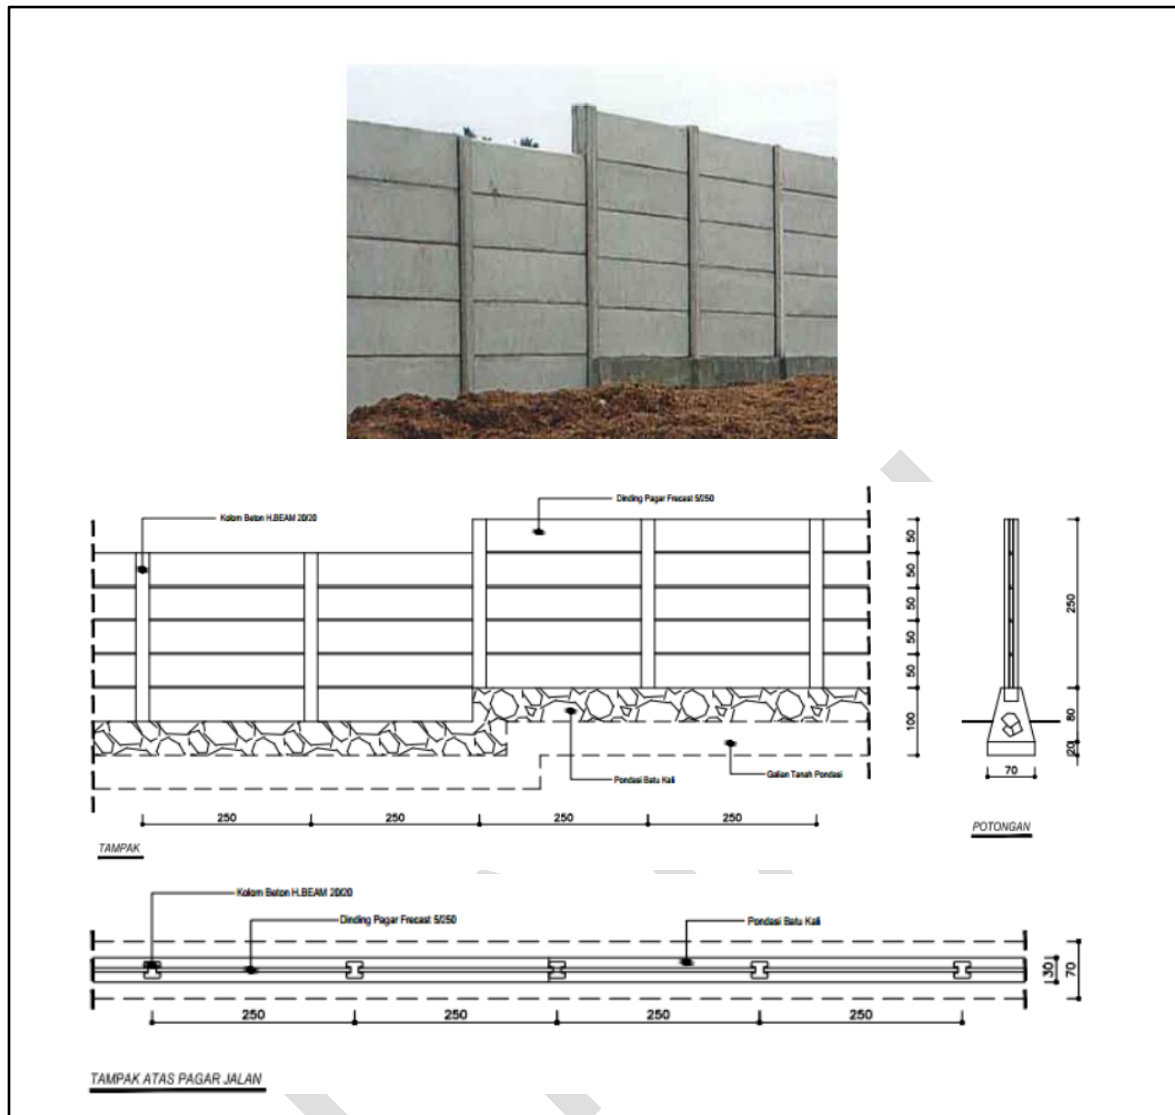 Dinding Pagar Frecast 5/250
Kolom Beton H.BEAM 20/20
50
50
50
50
50
100
250
80
20
70
Pondasi Batu Kali
Galian Tanah Pondasi
250
250
250
250
TAMPAK
POTONGAN
Kolom Beton H.BEAM 20/20
Dinding Pagar Frecast 5/250
Pondasi Batu Kali
30
70
250
250
250
250
TAMPAK ATAS PAGAR JALAN